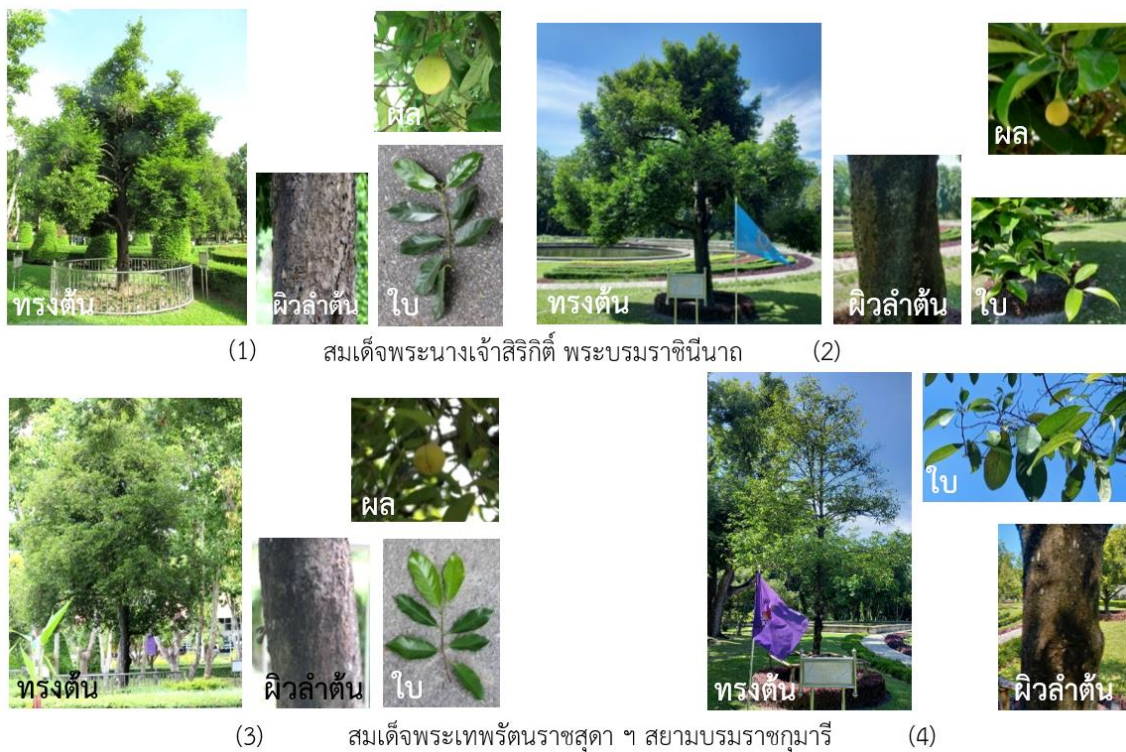 ผล
ทรงต้น
ผิวลำต้น
ใบ
ผล
ทรงต้น
ผิวลำต้น
ใบ
(1) สมเด็จพระนางเจ้าสิริกิติ์ พระบรมราชินีนาถ (2)
ผล
ทรงต้น
ผิวลำต้น
ใบ
ใบ
ทรงต้น
ผิวลำต้น
(3) สมเด็จพระเทพรัตนราชสุดา ฯ สยามบรมราชกุมารี (4)